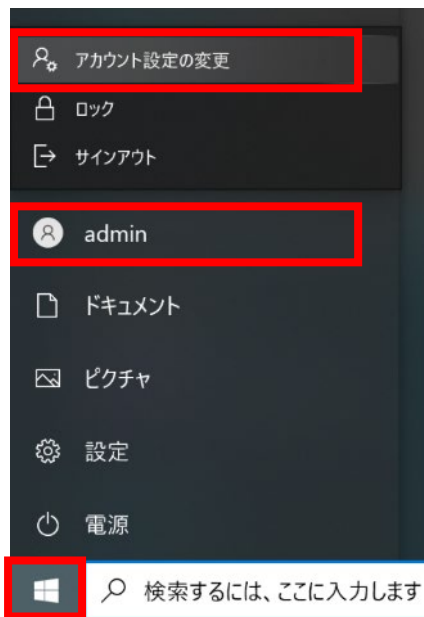 アカウント設定の変更
ロック
サインアウト
admin
ドキュメント
ピクチャ
設定
電源
検索するには、ここに入力します